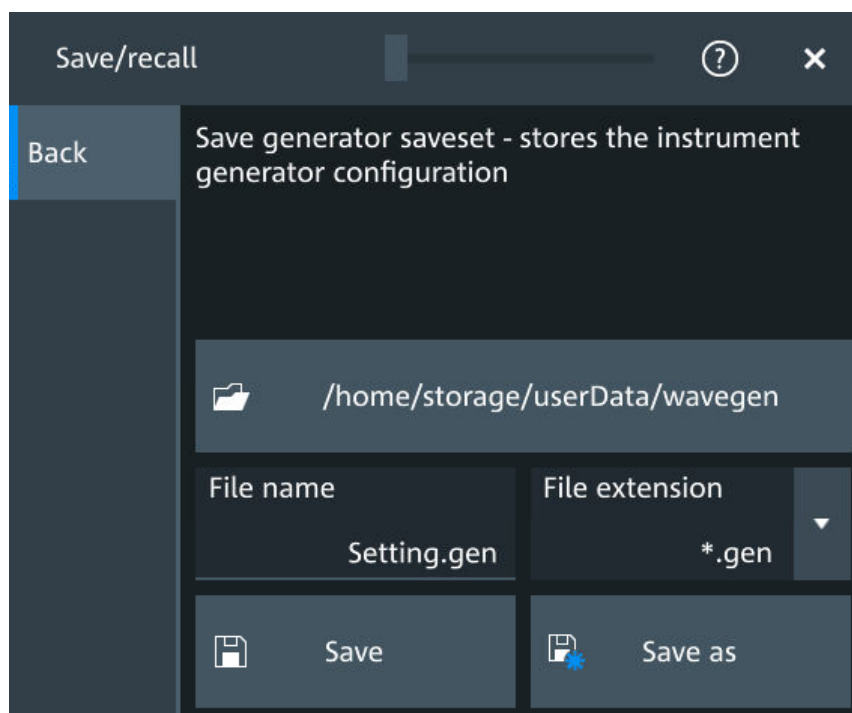 Save/recall
?
×
Back
Save generator saveset - stores the instrument
generator configuration
/home/storage/userData/wavegen
File name
File extension
Setting.gen
*.gen
Save
Save as